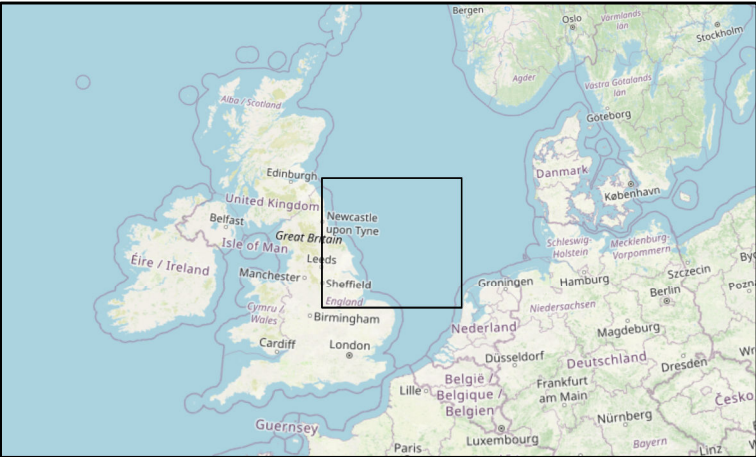 Bergen
Oslo
Värmlands
län
Stockholm
Agder
Västra Götalands
län
Alba / Scotland
Göteborg
Edinburgh
Danmark
København
United Kingdom
Newcastle
upon Tyne
Belfast
Great Britain
Isle of Man
Schleswig-
Holstein
Mecklenburg-
Vorpommern
Éire / Ireland
Leeds
Manchester
Sheffield
Groningen
Hamburg
Szczecin
Berlin
England
Cymru /
Wales
Birmingham
Nederland
Niedersachsen
Magdeburg
Cardiff
London
Düsseldorf
Deutschland
Dresden
Lille
België /
Belgique /
Belgien
Frankfurt
am Main
Česko
Guernsey
Nürnberg
Luxembourg
Paris
Bayern
Linz